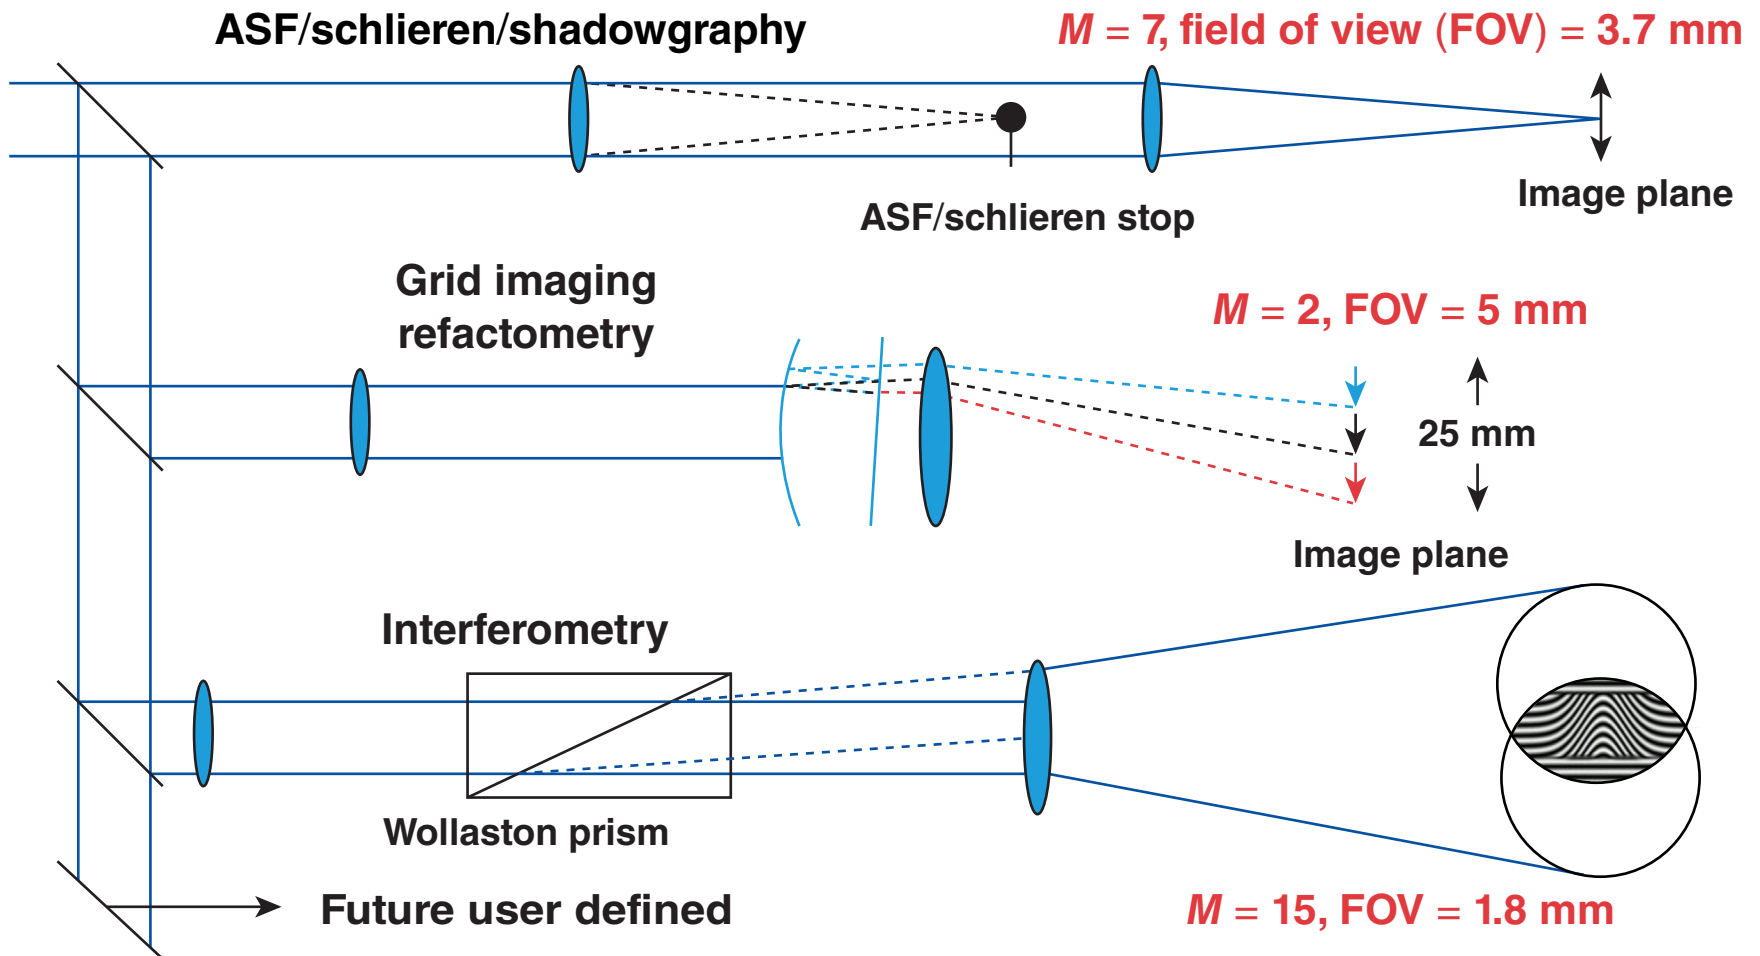 ASF/schlieren/shadowgraphy
M = 7, field of view (FOV) = 3.7 mm
ASF/schlieren stop
Image plane
Grid imaging
refactometry
M = 2, FOV = 5 mm
25 mm
Image plane
Interferometry
Wollaston prism
Future user defined
M = 15, FOV = 1.8 mm